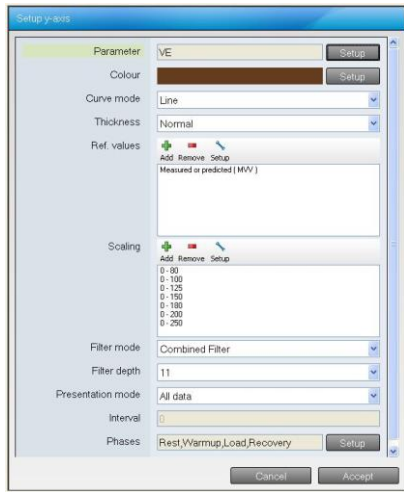 Setup y-axis
Parameter VE Setup
Colour Setup
Curve mode Line
Thickness Normal
Ref. values Add Remove Setup
Measured or predicted ( MVV )
Scaling Add Remove Setup
0 - 80
0 - 100
0 - 125
0 - 150
0 - 180
0 - 200
0 - 250
Filter mode Combined Filter
Filter depth 11
Presentation mode All data
Interval 0
Phases Rest,Warmup,Load,Recovery Setup
Cancel Accept